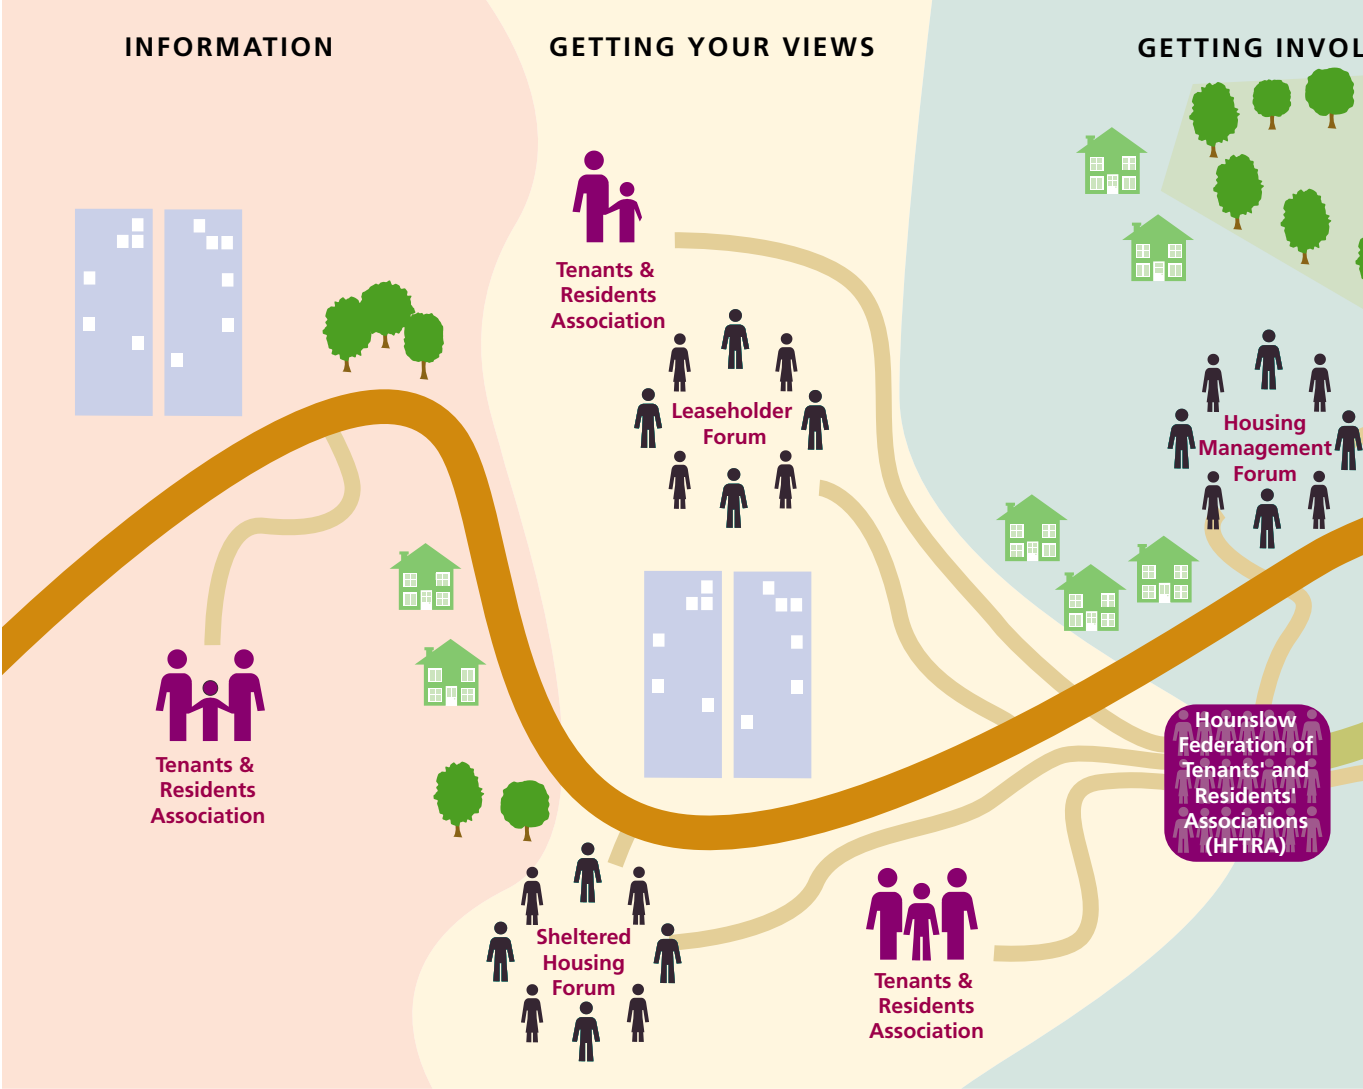 INFORMATION
GETTING YOUR VIEWS
GETTING INVOL
Tenants &
Residents
Association
Leaseholder
Forum
Housing
Management
Forum
Tenants &
Residents
Association
Hounslow
Federation of
Tenants' and
Residents'
Associations
(HFTRA)
Sheltered
Housing
Forum
Tenants &
Residents
Association